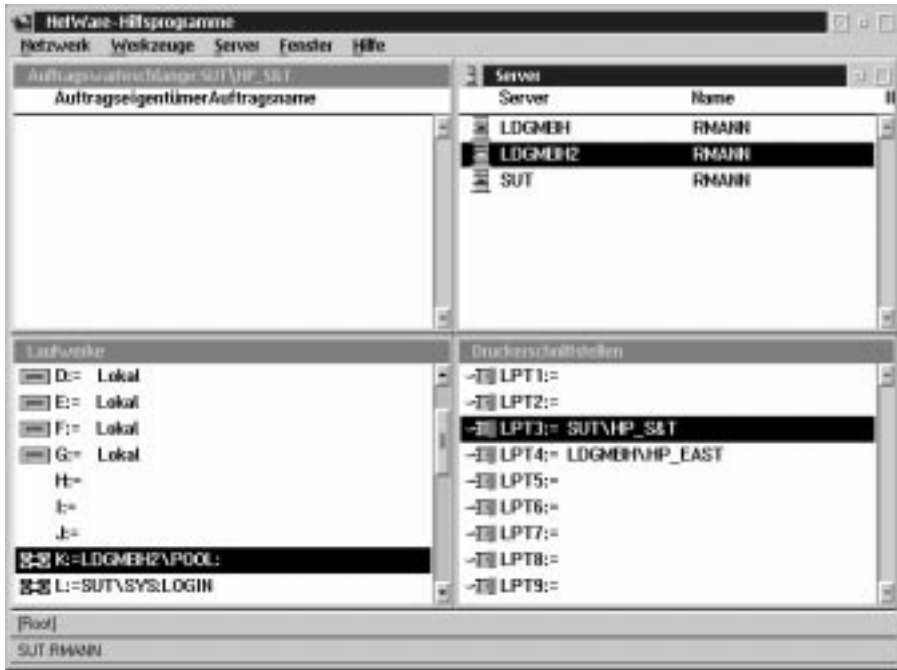 NetWare-Hilfsprogramme
Netzwerk Werkzeuge Server Fenster Hilfe
Auftragswarteschlange:SUT\HP_S&T
AuftragseigentümerAuftragsname
Server
Server Name
LDGMBH RMANN
LDGMBH2 RMANN
SUT RMANN
Laufwerke
D:= Lokal
E:= Lokal
F:= Lokal
G:= Lokal
H:=
I:=
J:=
K:=LDGMBH2\POOL:
L:=SUT\SYS:LOGIN
Druckerschnittstellen
LPT1:=
LPT2:=
LPT3:= SUT\HP_S&T
LPT4:= LDGMBH\HP_EAST
LPT5:=
LPT6:=
LPT7:=
LPT8:=
LPT9:=
[Root]
SUT RMANN